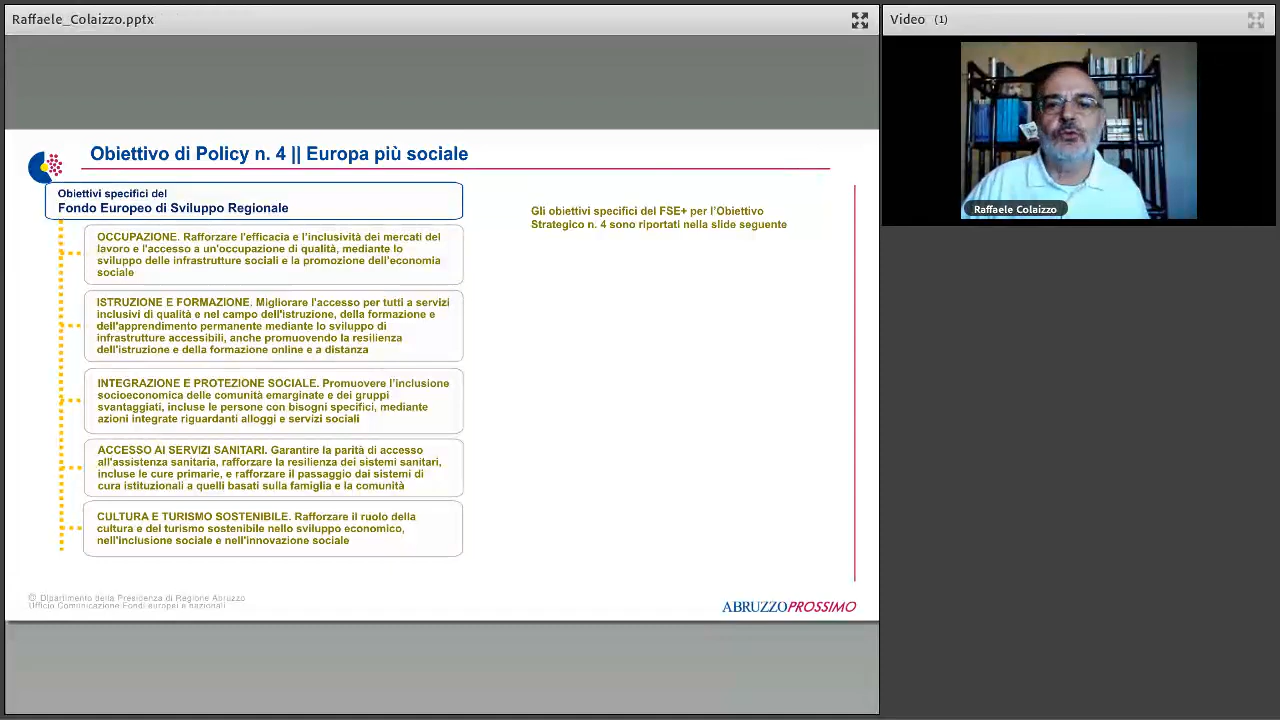 Raffaele_Colaizzo.pptx
Video (1)
Obiettivo di Policy n. 4 || Europa più sociale
Obiettivi specifici del
Fondo Europeo di Sviluppo Regionale
OCCUPAZIONE. Rafforzare l'efficacia e l'inclusività dei mercati del
lavoro e l'accesso a un'occupazione di qualità, mediante lo
sviluppo delle infrastrutture sociali e la promozione dell'economia
sociale
ISTRUZIONE E FORMAZIONE. Migliorare l'accesso per tutti a servizi
inclusivi di qualità e nel campo dell'istruzione, della formazione e
dell'apprendimento permanente mediante lo sviluppo di
infrastrutture accessibili, anche promuovendo la resilienza
dell'istruzione e della formazione online e a distanza
INTEGRAZIONE E PROTEZIONE SOCIALE. Promuovere l'inclusione
socioeconomica delle comunità emarginate e dei gruppi
svantaggiati, incluse le persone con bisogni specifici, mediante
azioni integrate riguardanti alloggi e servizi sociali
ACCESSO AI SERVIZI SANITARI. Garantire la parità di accesso
all'assistenza sanitaria, rafforzare la resilienza dei sistemi sanitari,
incluse le cure primarie, e rafforzare il passaggio dai sistemi di
cura istituzionali a quelli basati sulla famiglia e la comunità
CULTURA E TURISMO SOSTENIBILE. Rafforzare il ruolo della
cultura e del turismo sostenibile nello sviluppo economico,
nell'inclusione sociale e nell'innovazione sociale
Gli obiettivi specifici del FSE+ per l'Obiettivo
Strategico n. 4 sono riportati nella slide seguente
© Dipartimento della Presidenza di Regione Abruzzo
Ufficio Comunicazione Fondi europei e nazionali
ABRUZZOPROSSIMO
Raffaele Colaizzo